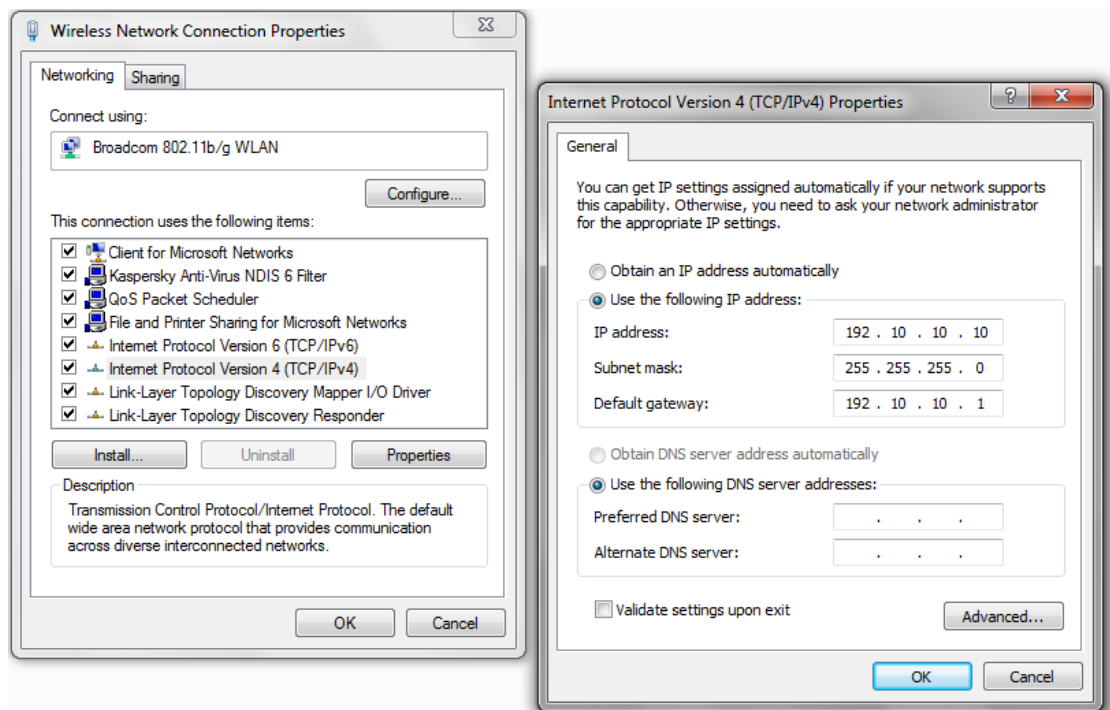 Wireless Network Connection Properties
Networking
Sharing
Connect using:
Broadcom 802.11b/g WLAN
Configure...
This connection uses the following items:
Client for Microsoft Networks
Kaspersky Anti-Virus NDIS 6 Filter
QoS Packet Scheduler
File and Printer Sharing for Microsoft Networks
Internet Protocol Version 6 (TCP/IPv6)
Internet Protocol Version 4 (TCP/IPv4)
Link-Layer Topology Discovery Mapper I/O Driver
Link-Layer Topology Discovery Responder
Install...
Uninstall
Properties
Description
Transmission Control Protocol/Internet Protocol. The default
wide area network protocol that provides communication
across diverse interconnected networks.
OK
Cancel
Internet Protocol Version 4 (TCP/IPv4) Properties
?
General
You can get IP settings assigned automatically if your network supports
this capability. Otherwise, you need to ask your network administrator
for the appropriate IP settings.
Obtain an IP address automatically
Use the following IP address:
IP address: 192 . 10 . 10 . 10
Subnet mask: 255 . 255 . 255 . 0
Default gateway: 192 . 10 . 10 . 1
Obtain DNS server address automatically
Use the following DNS server addresses:
Preferred DNS server: . . .
Alternate DNS server: . . .
Validate settings upon exit
Advanced...
OK
Cancel